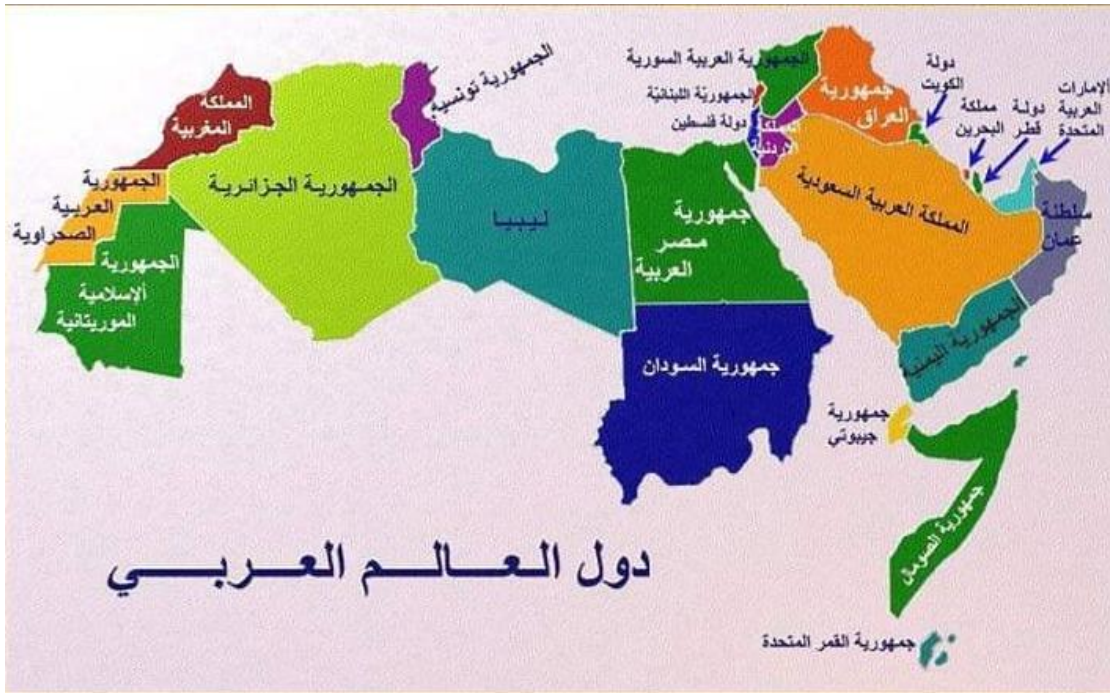 الجمهورية العربية السورية
دولة
الكويت
الإمارات
العربية
المتحدة
دولة
قطر
مملكة
البحرين
جمهورية
العراق
الجمهورية اللبنانية
دولة فلسطين
الجمهورية تونسية
المملكة
المغربية
الجمهورية
العربية
الصحراوية
الجمهورية الجزائرية
ليبيا
جمهورية
مصر
العربية
المملكة العربية السعودية
سلطنة
عمان
الجمهورية
ألإسلامية
الموريتانية
الجمهورية اليمنية
جمهورية السودان
جمهورية
جيبوتي
جمهورية الصومال
دول العالم العربي
جمهورية القمر المتحدة